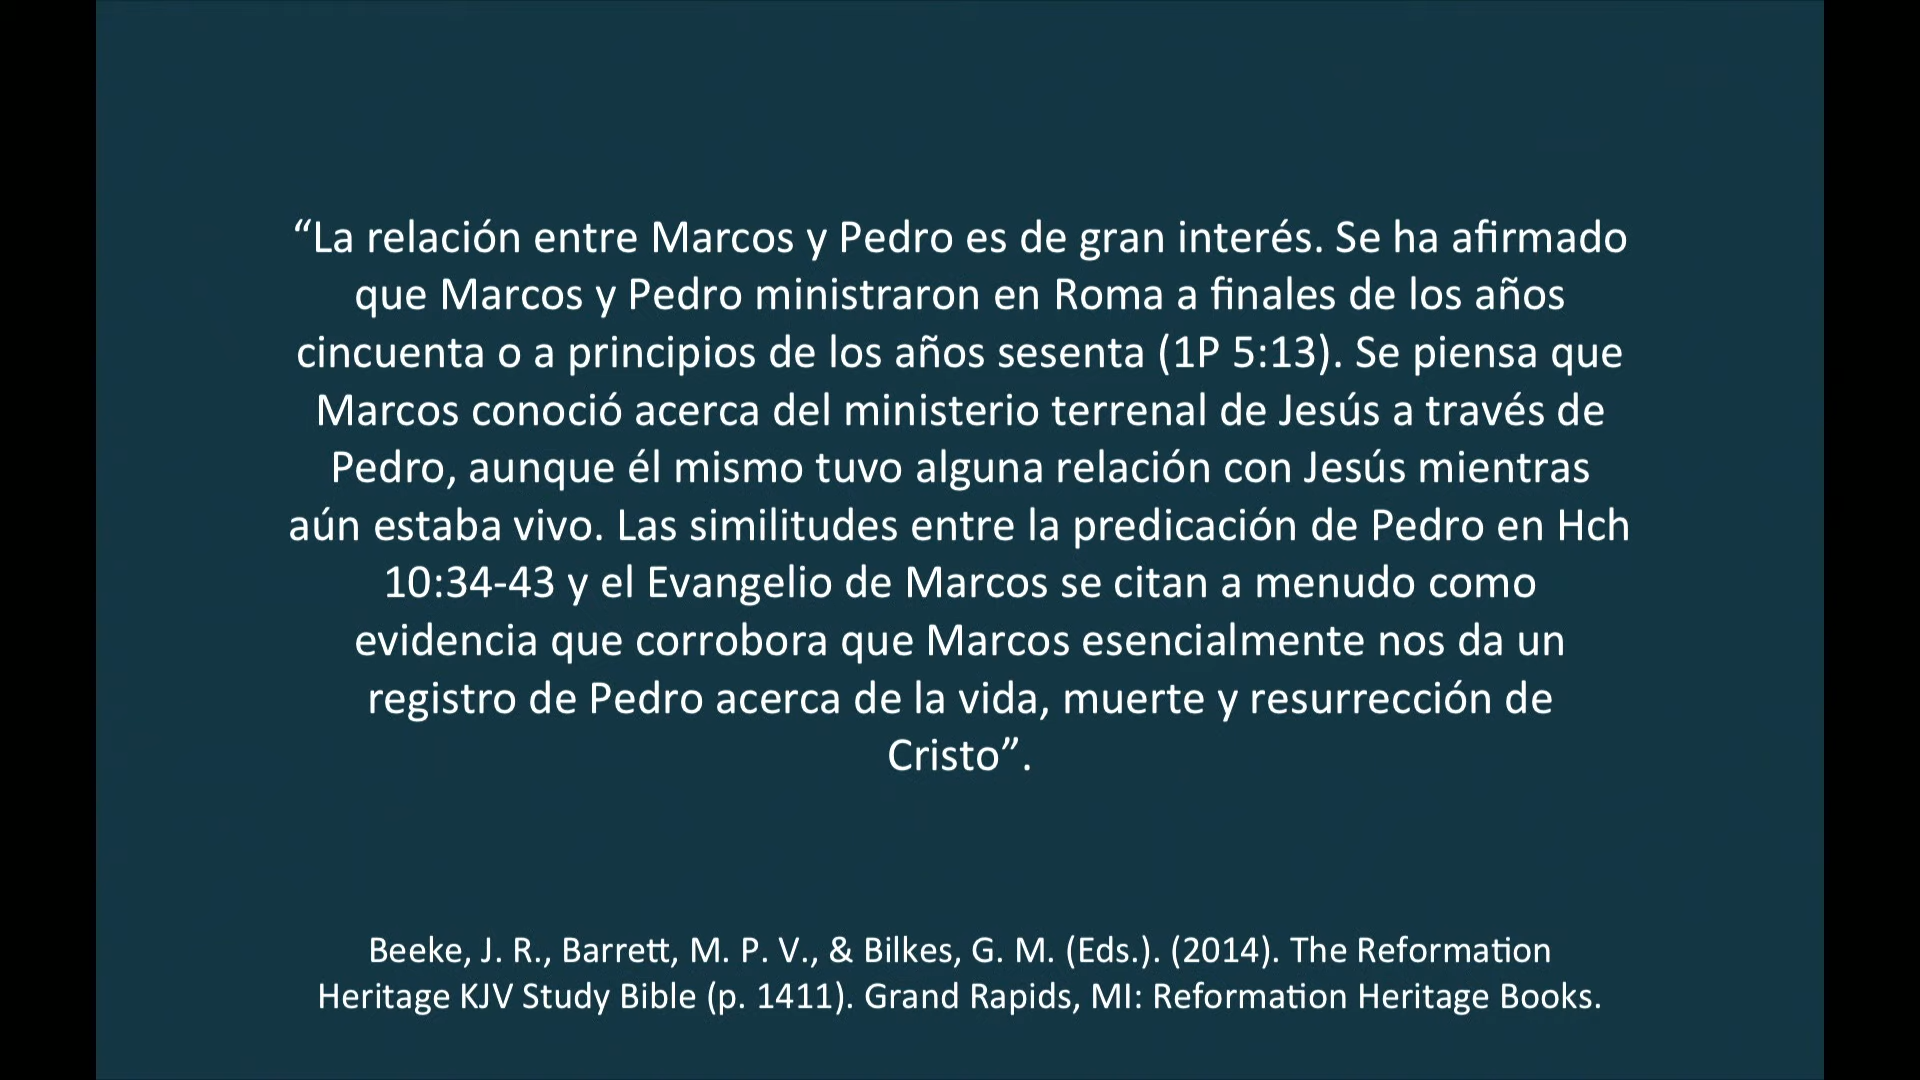 “La relación entre Marcos y Pedro es de gran interés. Se ha afirmado
que Marcos y Pedro ministraron en Roma a finales de los años
cincuenta o a principios de los años sesenta (1P 5:13). Se piensa que
Marcos conoció acerca del ministerio terrenal de Jesús a través de
Pedro, aunque él mismo tuvo alguna relación con Jesús mientras
aún estaba vivo. Las similitudes entre la predicación de Pedro en Hch
10:34-43 y el Evangelio de Marcos se citan a menudo como
evidencia que corrobora que Marcos esencialmente nos da un
registro de Pedro acerca de la vida, muerte y resurrección de
Cristo”.
Beeke, J. R., Barrett, M. P. V., & Bilkes, G. M. (Eds.). (2014). The Reformation
Heritage KJV Study Bible (p. 1411). Grand Rapids, MI: Reformation Heritage Books.